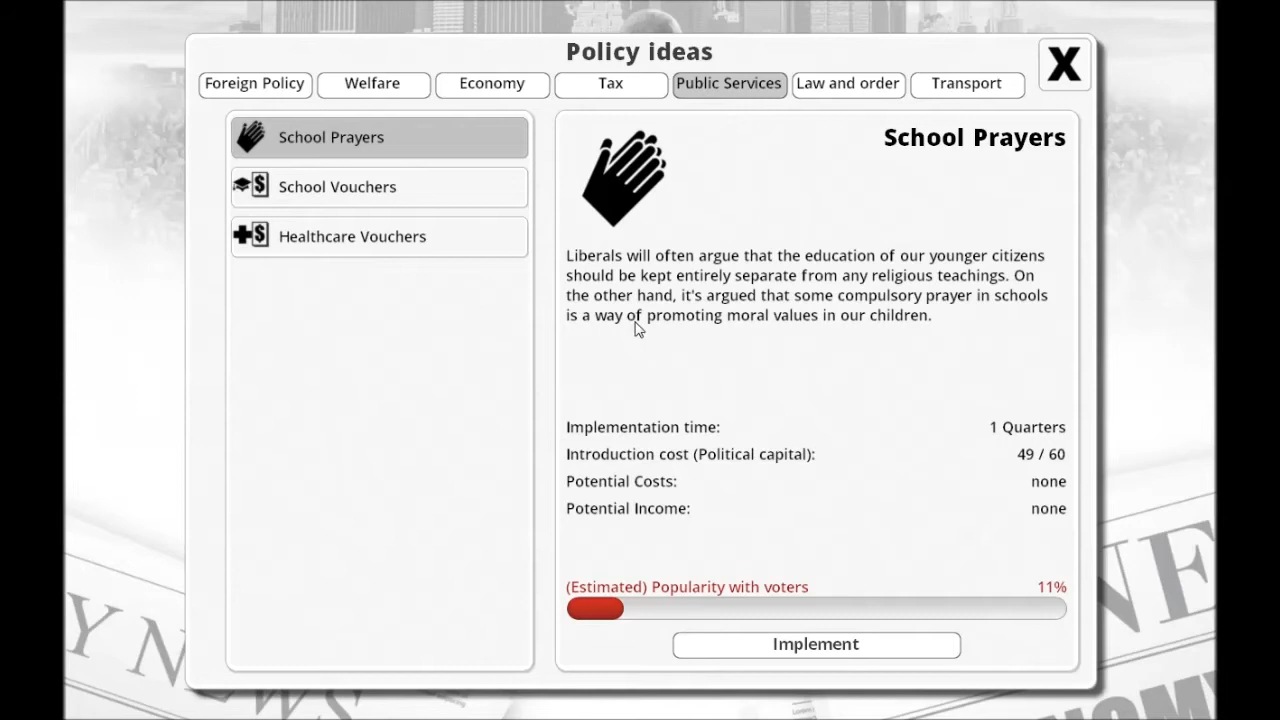 Policy ideas
X
Foreign Policy
Welfare
Economy
Tax
Public Services
Law and order
Transport
School Prayers
School Vouchers
Healthcare Vouchers
School Prayers
Liberals will often argue that the education of our younger citizens
should be kept entirely separate from any religious teachings. On
the other hand, it's argued that some compulsory prayer in schools
is a way of promoting moral values in our children.
Implementation time: 1 Quarters
Introduction cost (Political capital): 49 / 60
Potential Costs: none
Potential Income: none
(Estimated) Popularity with voters 11%
Implement
Y NEWS
NE